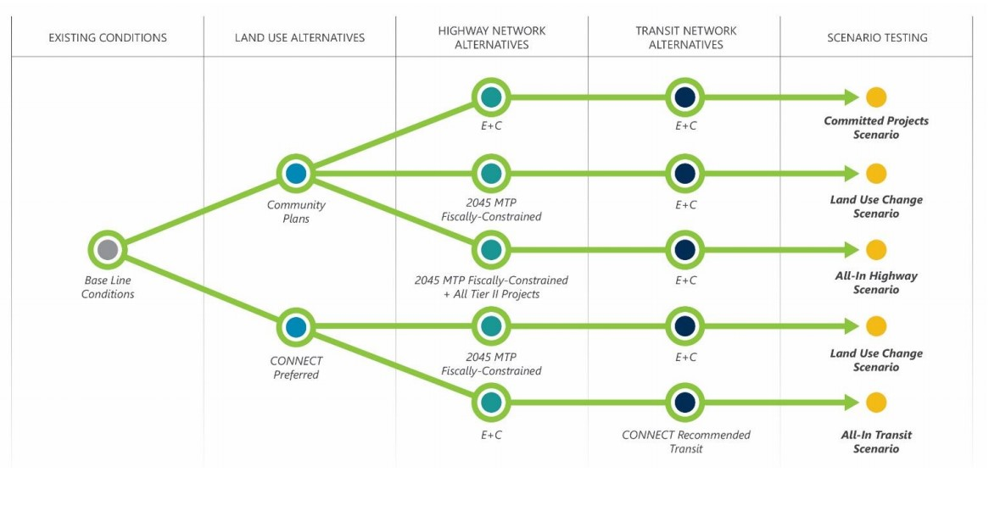 EXISTING CONDITIONS
LAND USE ALTERNATIVES
HIGHWAY NETWORK
ALTERNATIVES
TRANSIT NETWORK
ALTERNATIVES
SCENARIO TESTING
E+C
E+C
Committed Projects
Scenario
Community
Plans
2045 MTP
Fiscally-Constrained
E+C
Land Use Change
Scenario
Base Line
Conditions
2045 MTP Fiscally-Constrained
+ All Tier II Projects
E+C
All-In Highway
Scenario
CONNECT
Preferred
2045 MTP
Fiscally-Constrained
E+C
Land Use Change
Scenario
E+C
CONNECT Recommended
Transit
All-In Transit
Scenario